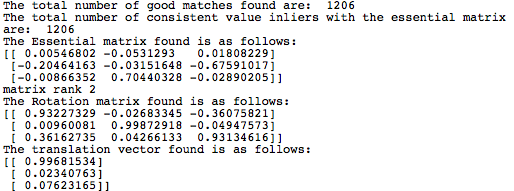 The total number of good matches found are:  1206
The total number of consistent value inliers with the essential matrix
are:  1206
The Essential matrix found is as follows:
[[ 0.00546802 -0.0531293   0.01808229]
 [-0.20464163 -0.03151648 -0.67591017]
 [-0.00866352  0.70440328 -0.02890205]]
matrix rank 2
The Rotation matrix found is as follows:
[[ 0.93227329 -0.02683345 -0.36075821]
 [ 0.00960081  0.99872918 -0.04947573]
 [ 0.36162735  0.04266133  0.93134616]]
The translation vector found is as follows:
[[ 0.99681534]
 [ 0.02340763]
 [ 0.07623165]]